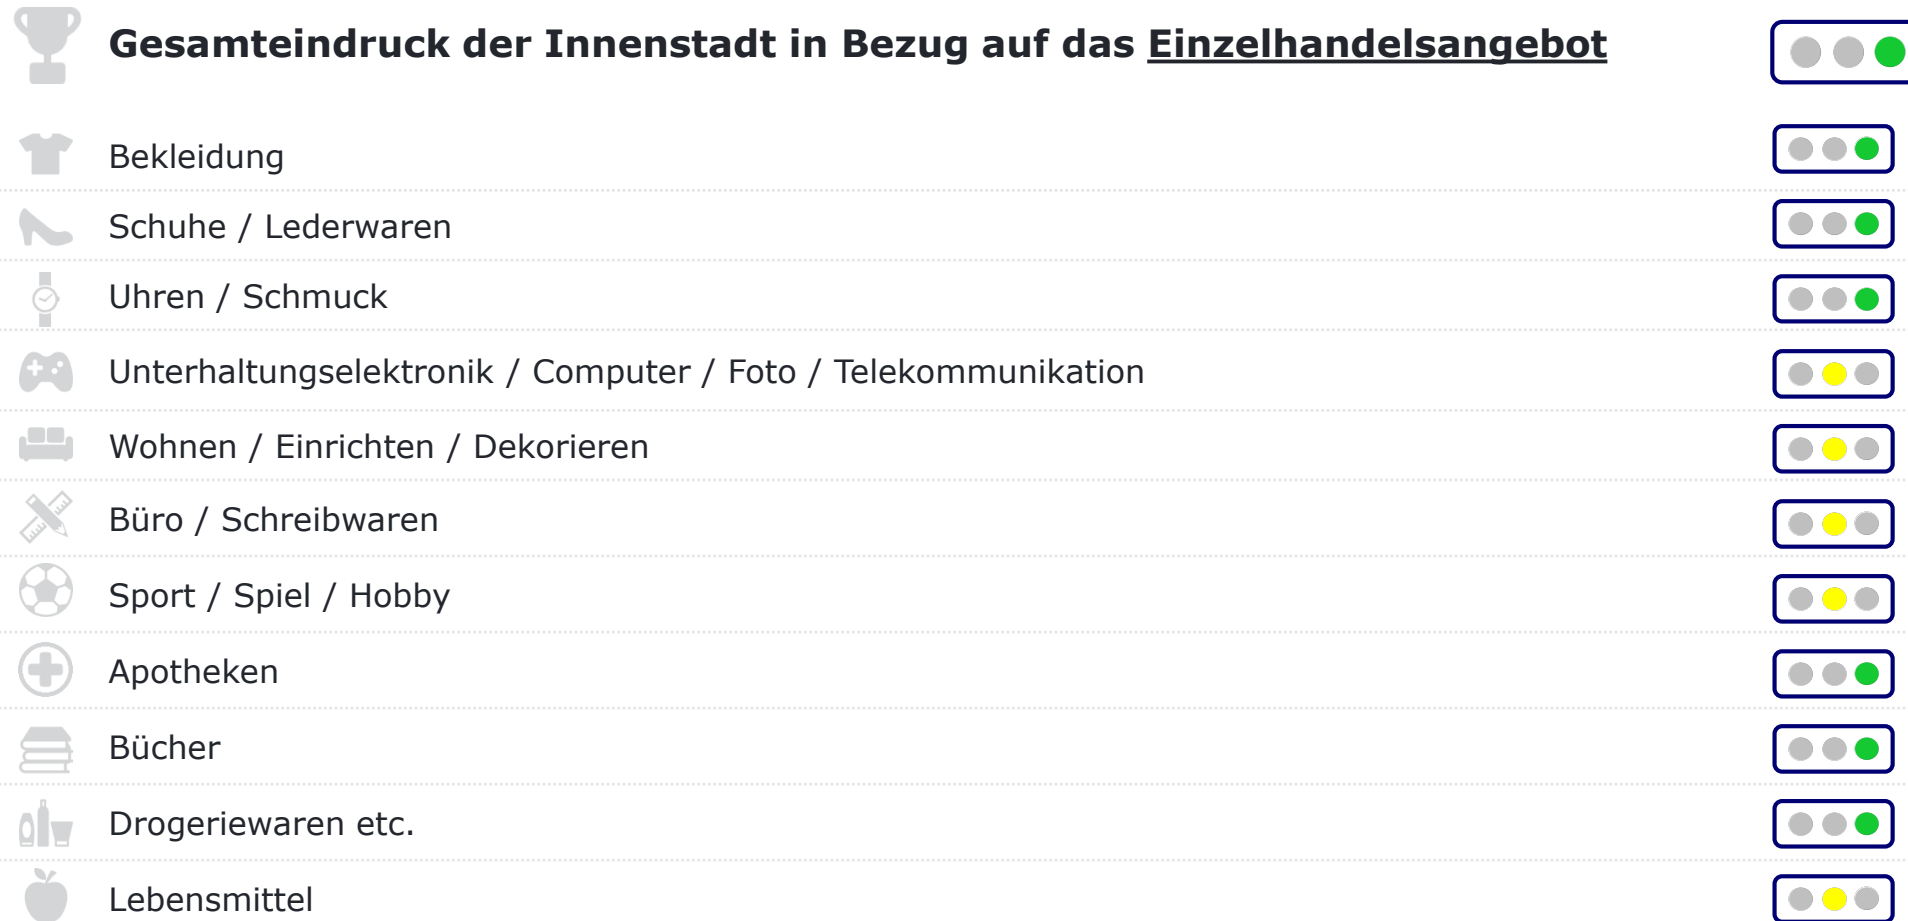 Gesamteindruck der Innenstadt in Bezug auf das Einzelhandelsangebot
Bekleidung
Schuhe / Lederwaren
Uhren / Schmuck
Unterhaltungselektronik / Computer / Foto / Telekommunikation
Wohnen / Einrichten / Dekorieren
Büro / Schreibwaren
Sport / Spiel / Hobby
Apotheken
Bücher
Drogeriewaren etc.
Lebensmittel